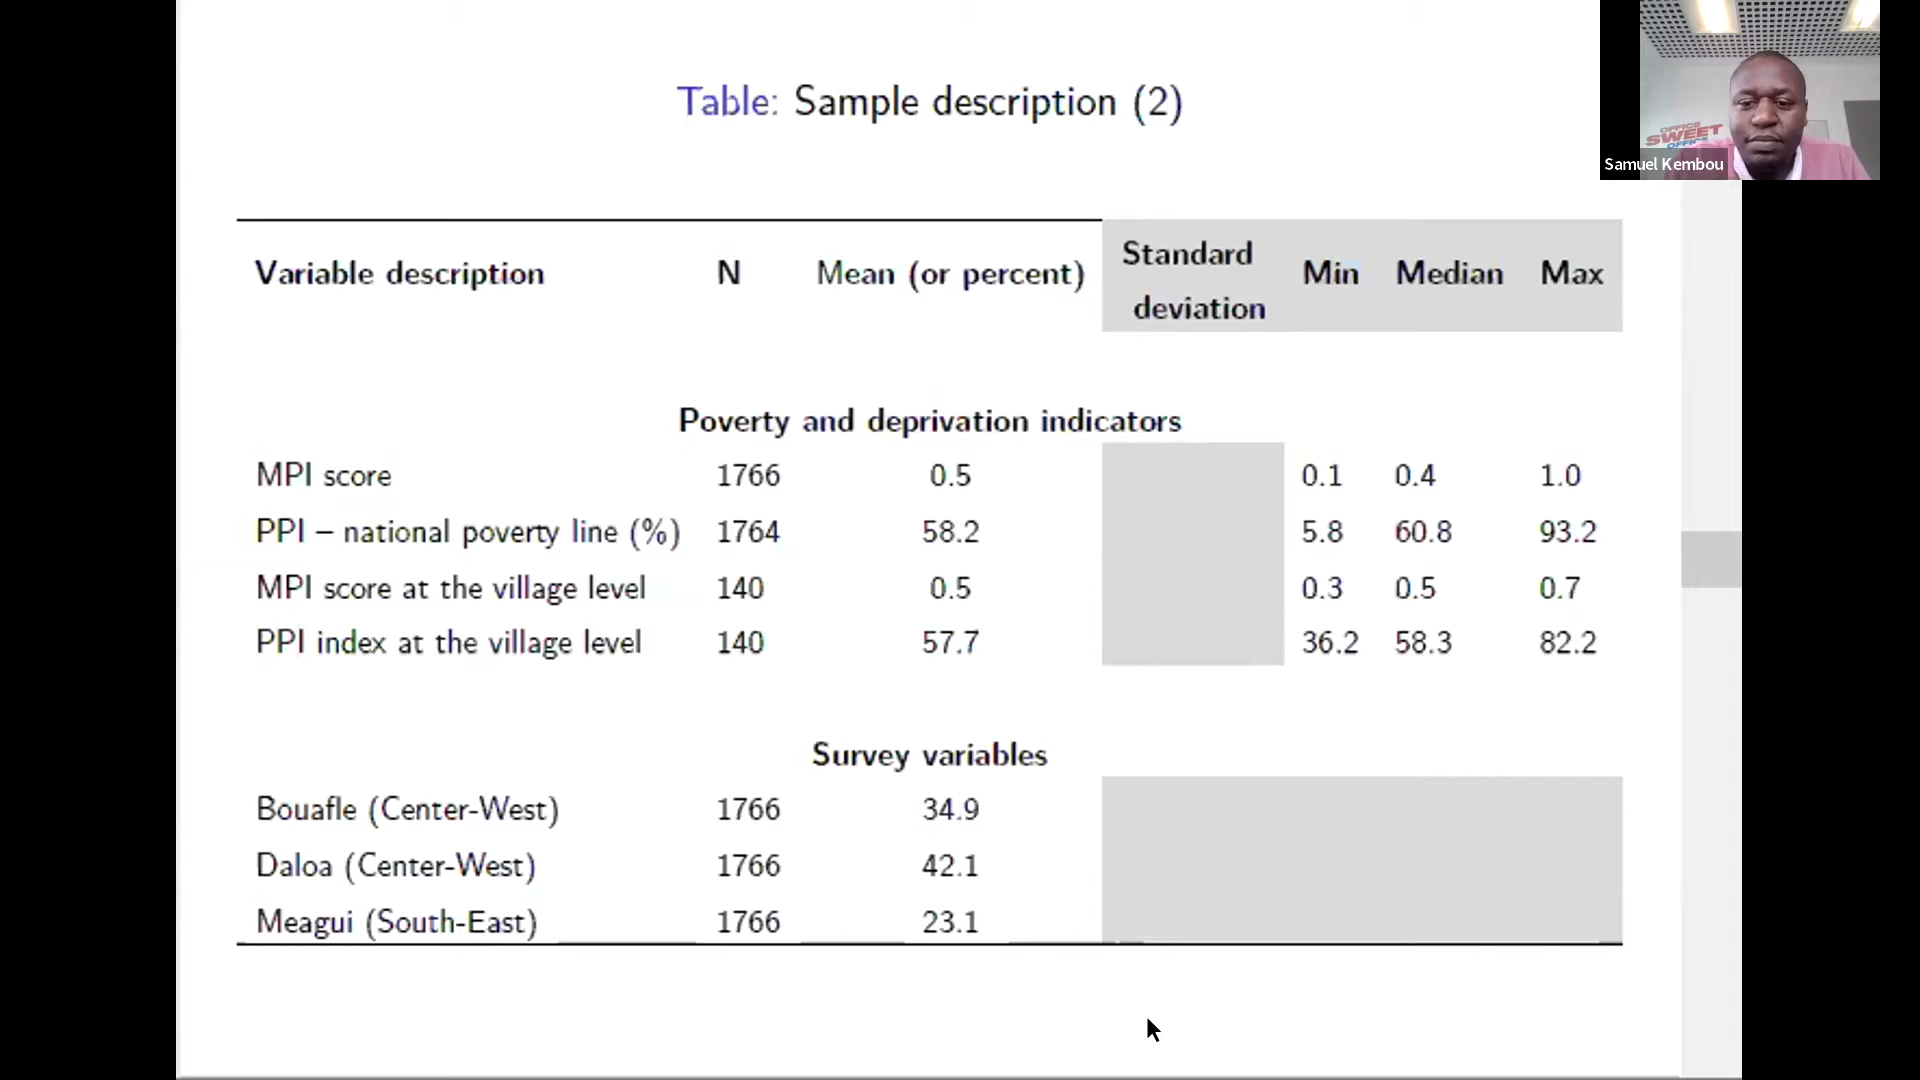 Table: Sample description (2)
OFFICE
SWEET
OFFICE
Samuel Kembou
Variable description N Mean (or percent) Standard deviation Min Median Max
Poverty and deprivation indicators
MPI score 1766 0.5 0.1 0.4 1.0
PPI – national poverty line (%) 1764 58.2 5.8 60.8 93.2
MPI score at the village level 140 0.5 0.3 0.5 0.7
PPI index at the village level 140 57.7 36.2 58.3 82.2
Survey variables
Bouafle (Center-West) 1766 34.9
Daloa (Center-West) 1766 42.1
Meagui (South-East) 1766 23.1